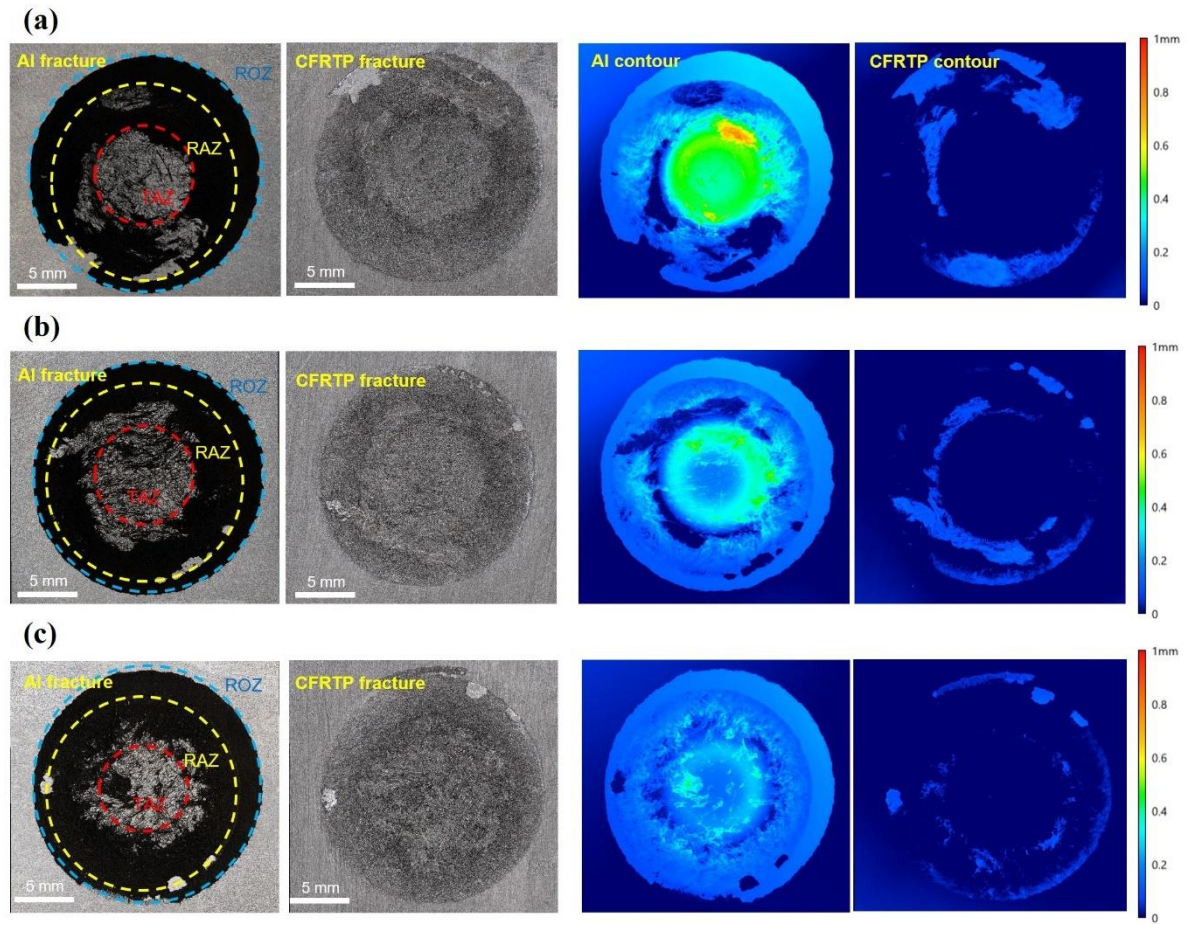 (a)
Al fracture
ROZ
RAZ
TAZ
5 mm
CFRTP fracture
5 mm
Al contour
CFRTP contour
1mm
0.8
0.6
0.4
0.2
0
(b)
Al fracture
ROZ
RAZ
TAZ
5 mm
CFRTP fracture
5 mm
1mm
0.8
0.6
0.4
0.2
0
(c)
Al fracture
ROZ
RAZ
TAZ
5 mm
CFRTP fracture
5 mm
1mm
0.8
0.6
0.4
0.2
0